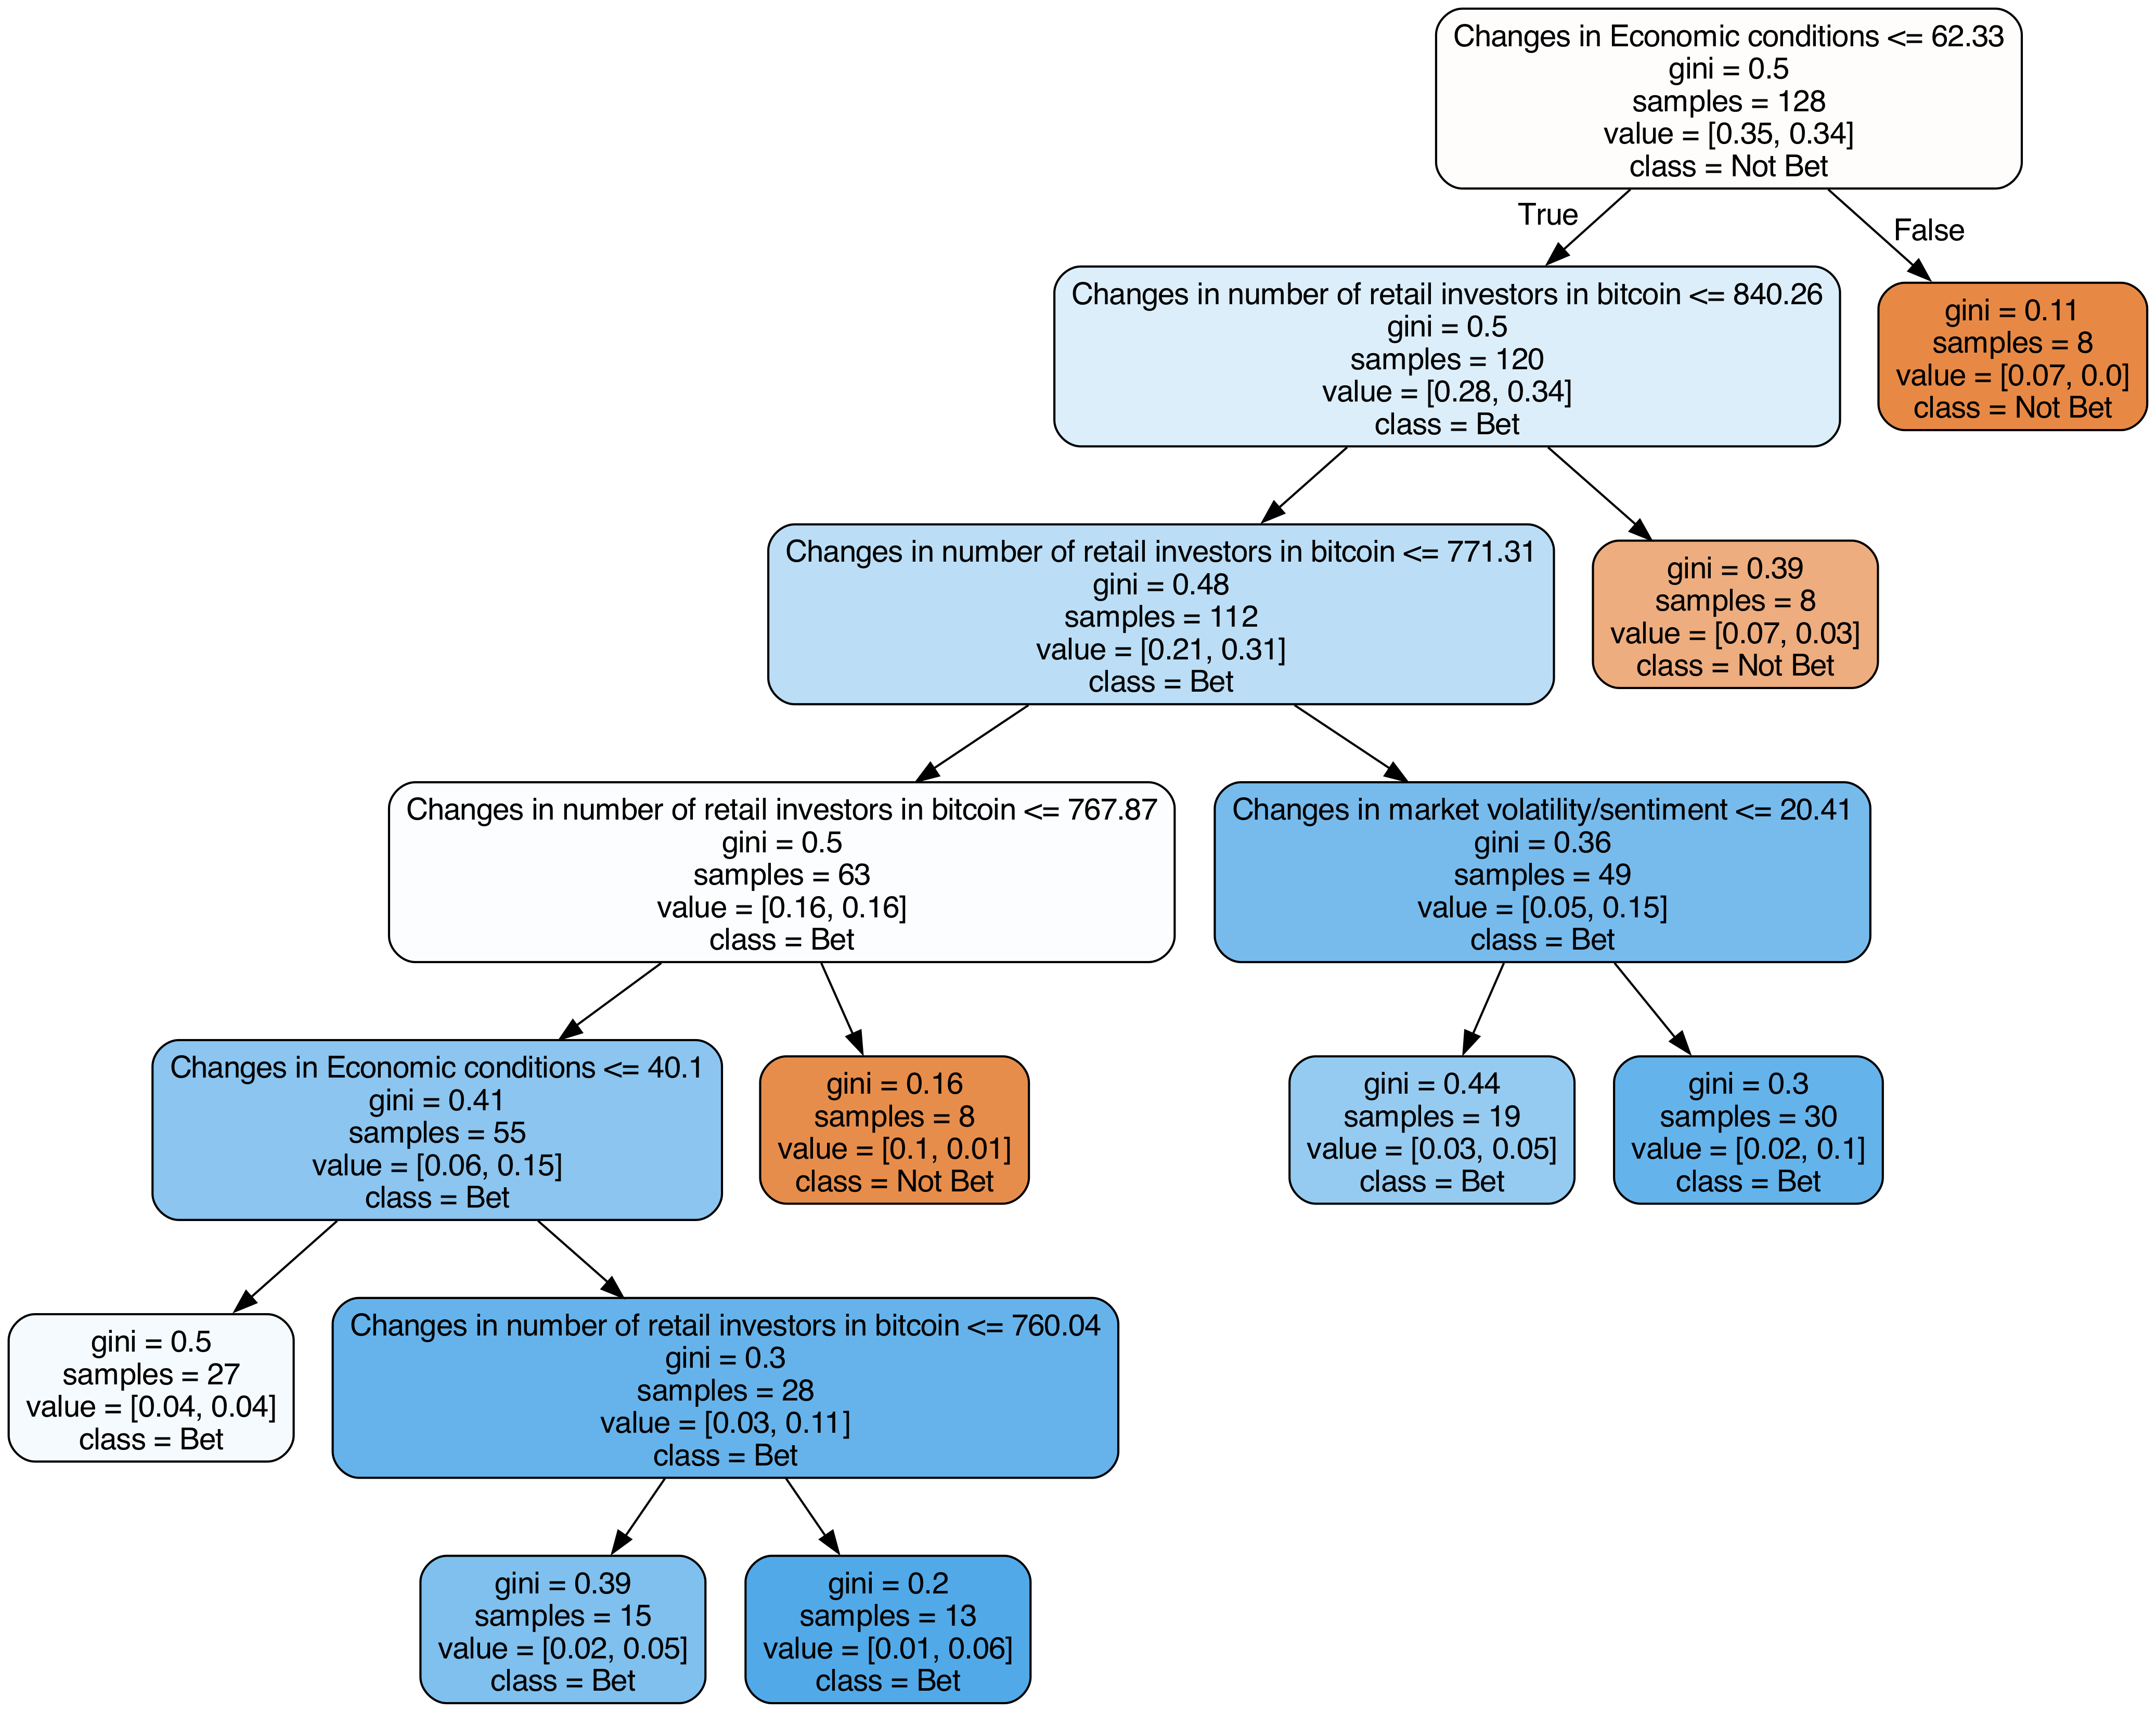 Changes in Economic conditions <= 62.33
gini = 0.5
samples = 128
value = [0.35, 0.34]
class = Not Bet
True
False
Changes in number of retail investors in bitcoin <= 840.26
gini = 0.5
samples = 120
value = [0.28, 0.34]
class = Bet
gini = 0.11
samples = 8
value = [0.07, 0.0]
class = Not Bet
Changes in number of retail investors in bitcoin <= 771.31
gini = 0.48
samples = 112
value = [0.21, 0.31]
class = Bet
gini = 0.39
samples = 8
value = [0.07, 0.03]
class = Not Bet
Changes in number of retail investors in bitcoin <= 767.87
gini = 0.5
samples = 63
value = [0.16, 0.16]
class = Bet
Changes in market volatility/sentiment <= 20.41
gini = 0.36
samples = 49
value = [0.05, 0.15]
class = Bet
Changes in Economic conditions <= 40.1
gini = 0.41
samples = 55
value = [0.06, 0.15]
class = Bet
gini = 0.16
samples = 8
value = [0.1, 0.01]
class = Not Bet
gini = 0.44
samples = 19
value = [0.03, 0.05]
class = Bet
gini = 0.3
samples = 30
value = [0.02, 0.1]
class = Bet
gini = 0.5
samples = 27
value = [0.04, 0.04]
class = Bet
Changes in number of retail investors in bitcoin <= 760.04
gini = 0.3
samples = 28
value = [0.03, 0.11]
class = Bet
gini = 0.39
samples = 15
value = [0.02, 0.05]
class = Bet
gini = 0.2
samples = 13
value = [0.01, 0.06]
class = Bet